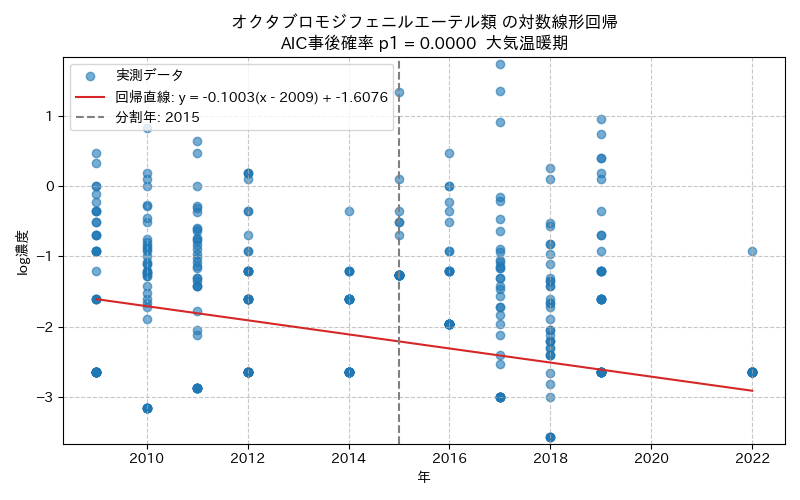 オクタブロモジフェニルエーテル類 の対数線形回帰
AIC事後確率 p1 = 0.0000  大気温暖期
実測データ
回帰直線: y = -0.1003(x - 2009) + -1.6076
分割年: 2015
log濃度
1
0
−1
−2
−3
2010
2012
2014
2016
2018
2020
2022
年